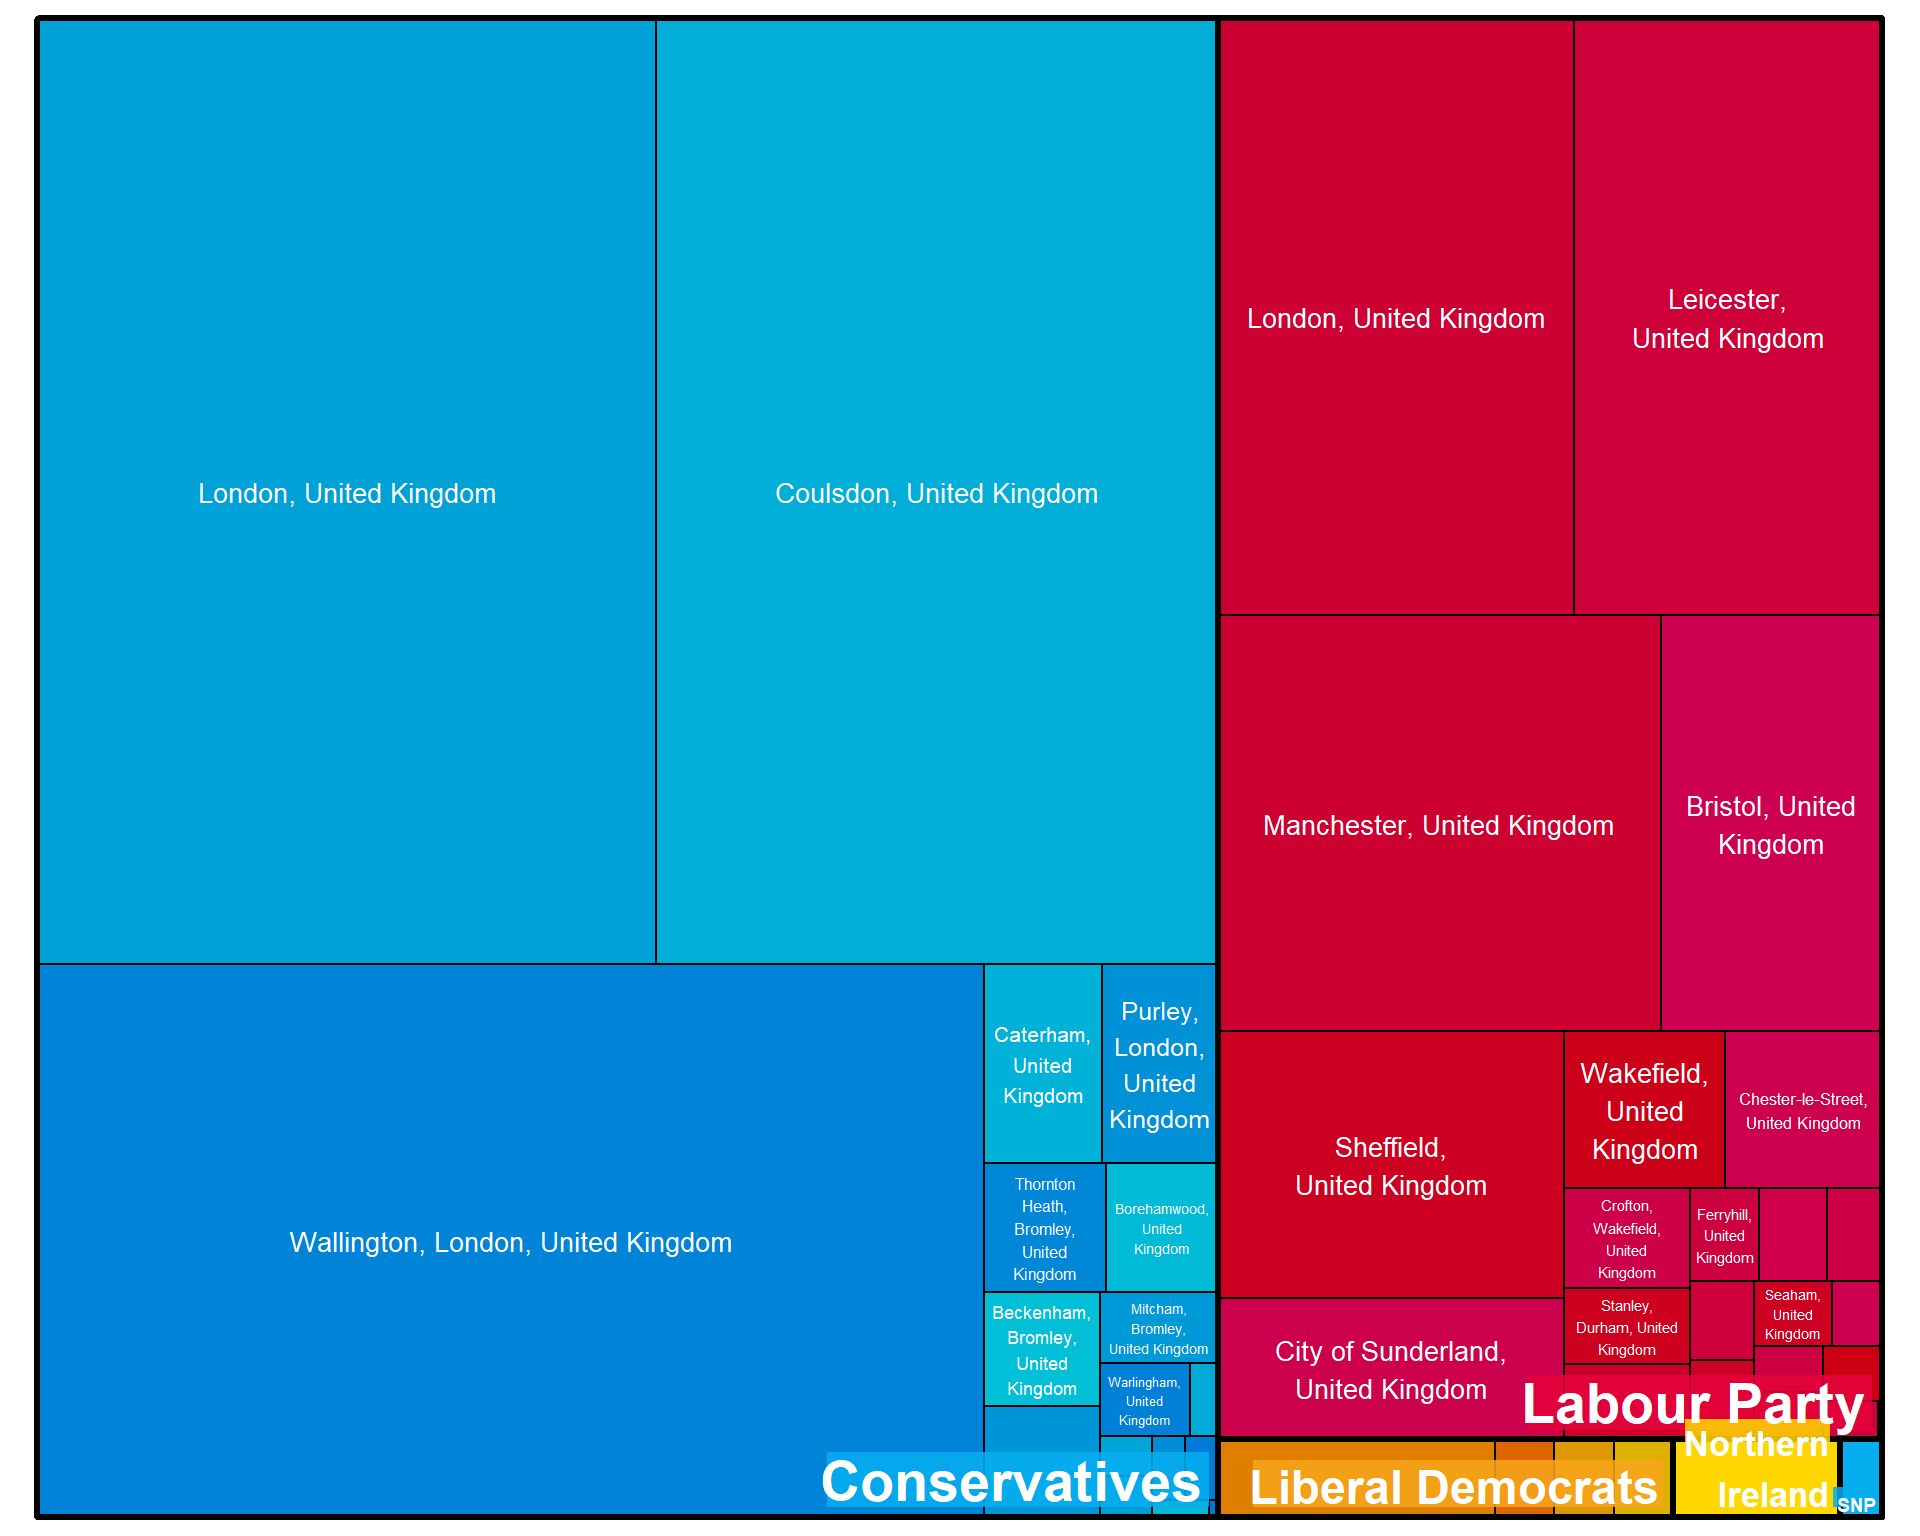 London, United Kingdom
Coulsdon, United Kingdom
Wallington, London, United Kingdom
Caterham,
United
Kingdom
Purley,
London,
United
Kingdom
Thornton
Heath,
Bromley,
United
Kingdom
Borehamwood,
United
Kingdom
Beckenham,
Bromley,
United
Kingdom
Mitcham,
Bromley,
United Kingdom
Warlingham,
United
Kingdom
Conservatives
London, United Kingdom
Leicester,
United Kingdom
Manchester, United Kingdom
Bristol, United
Kingdom
Sheffield,
United Kingdom
City of Sunderland,
United Kingdom
Wakefield,
United
Kingdom
Chester-le-Street,
United Kingdom
Crofton,
Wakefield,
United
Kingdom
Ferryhill,
United
Kingdom
Stanley,
Durham, United
Kingdom
Seaham,
United
Kingdom
Labour Party
Liberal Democrats
Northern
Ireland
SNP